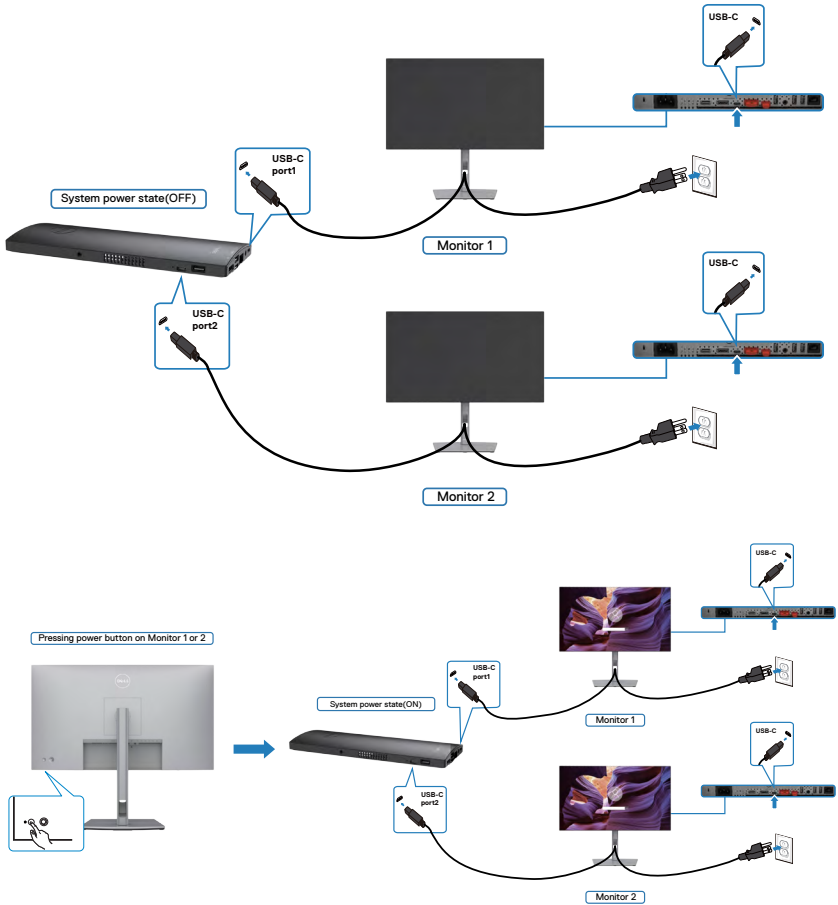 USB-C
USB-C
port1
System power state(OFF)
Monitor 1
USB-C
USB-C
port2
Monitor 2
USB-C
Pressing power button on Monitor 1 or 2
DELL
USB-C
port1
System power state(ON)
Monitor 1
USB-C
USB-C
port2
Monitor 2